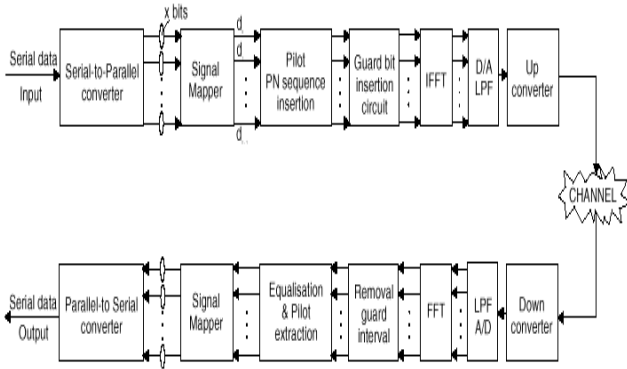 x bits
Serial data
Input
Serial-to-Parallel
converter
Signal
Mapper
d
d
d
Pilot
PN sequence
insertion
Guard bit
insertion
circuit
IFFT
D/A
LPF
Up
converter
CHANNEL
Serial data
Output
Parallel-to Serial
converter
Signal
Mapper
Equalisation
& Pilot
extraction
Removal
guard
interval
FFT
LPF
A/D
Down
converter